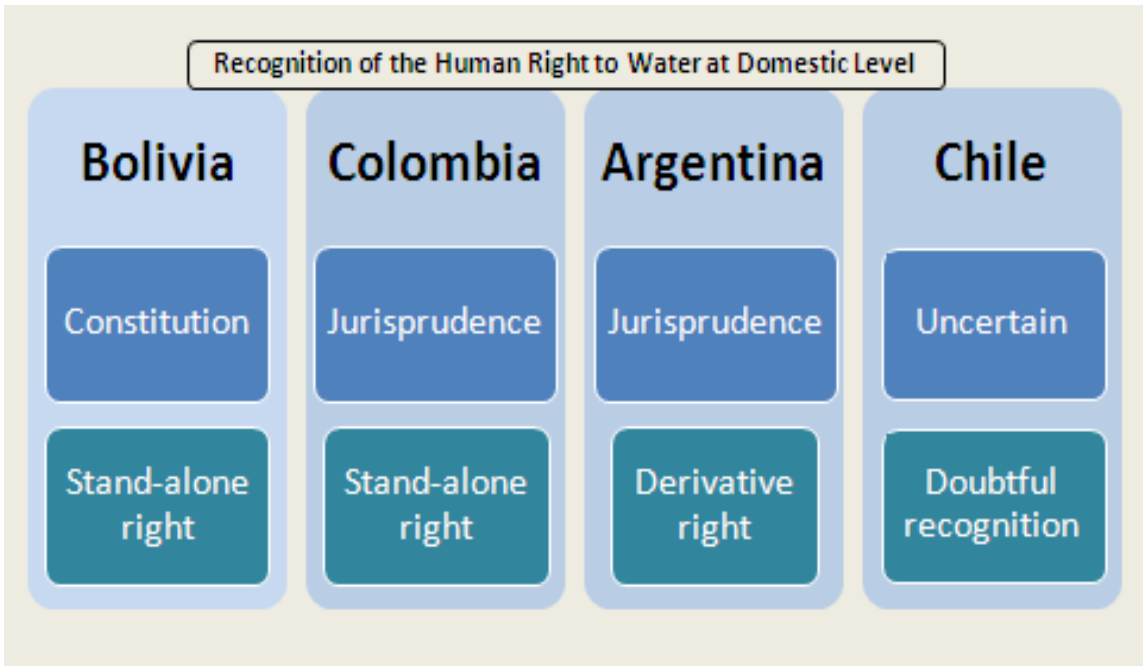 Recognition of the Human Right to Water at Domestic Level
Bolivia
Constitution
Stand-alone
right
Colombia
Jurisprudence
Stand-alone
right
Argentina
Jurisprudence
Derivative
right
Chile
Uncertain
Doubtful
recognition